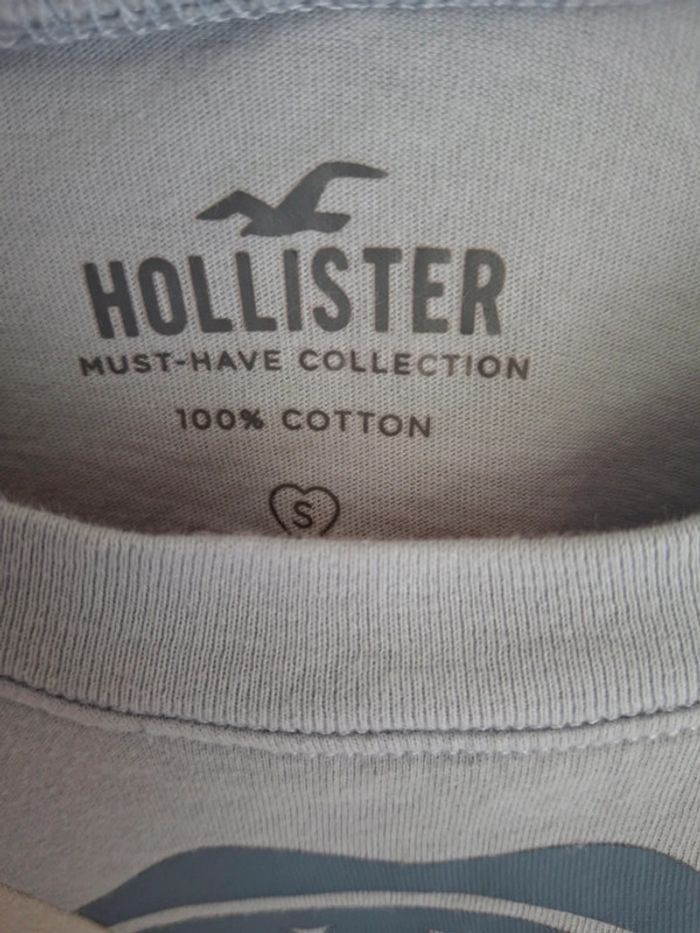 HOLLISTER
MUST-HAVE COLLECTION
100% COTTON
S